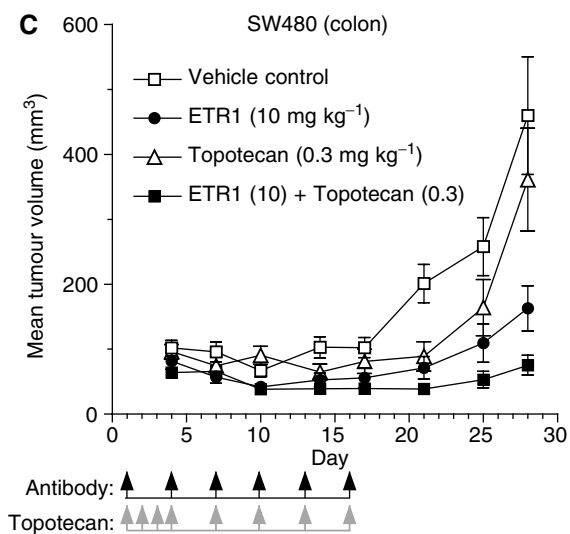 C
SW480 (colon)
Mean tumour volume (mm³)
600
400
200
0
Vehicle control
ETR1 (10 mg kg⁻¹)
Topotecan (0.3 mg kg⁻¹)
ETR1 (10) + Topotecan (0.3)
0 5 10 15 20 25 30
Day
Antibody:
Topotecan: